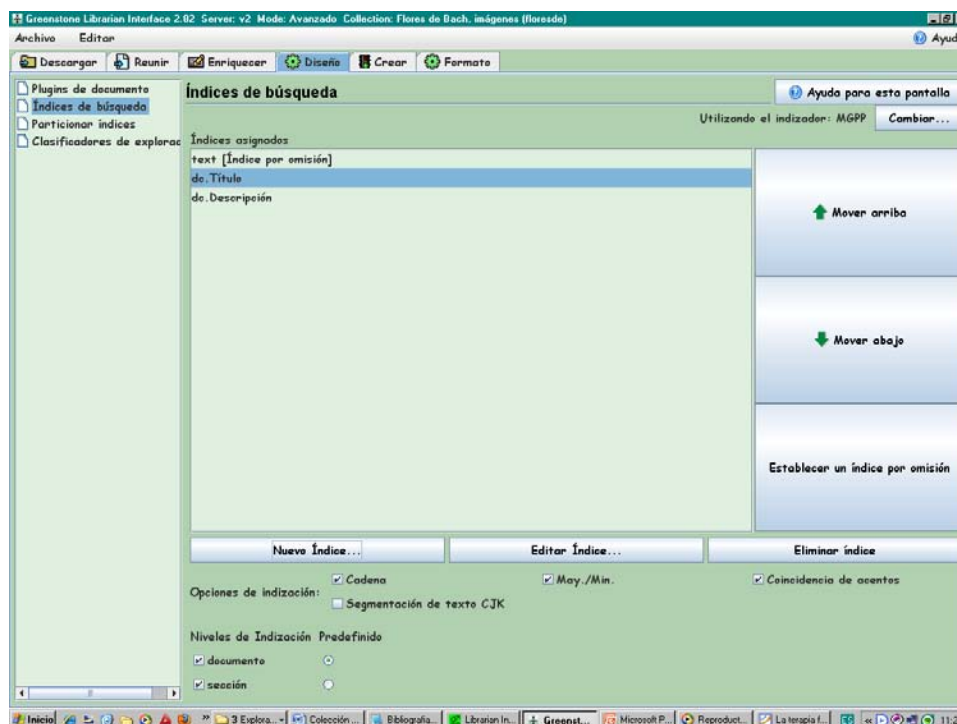 Greenstone Librarian Interface 2.82 Server: v2 Mode: Avanzado Collection: Flores de Bach, imágenes (floresde)
Archivo Editar Ayud
Descargar Reunir Enriquecer Diseño Crear Formato
Plugins de documento
Índices de búsqueda
Particionar índices
Clasificadores de explorac
Índices de búsqueda
Ayuda para esta pantalla
Utilizando el indizador: MGPP Cambiar...
Índices asignados
text [Índice por omisión]
dc.Título
dc.Descripción
Mover arriba
Mover abajo
Establecer un índice por omisión
Nuevo Índice... Editar Índice... Eliminar índice
Opciones de indización: Cadena May./Min. Coincidencia de acentos
Segmentación de texto CJK
Niveles de Indización Predefinido
documento
sección
Inicio 3 Explora... Colección ... Bibliografia... Librarian In... Greenst... Microsoft P... Reproduct... La terapia f... ES